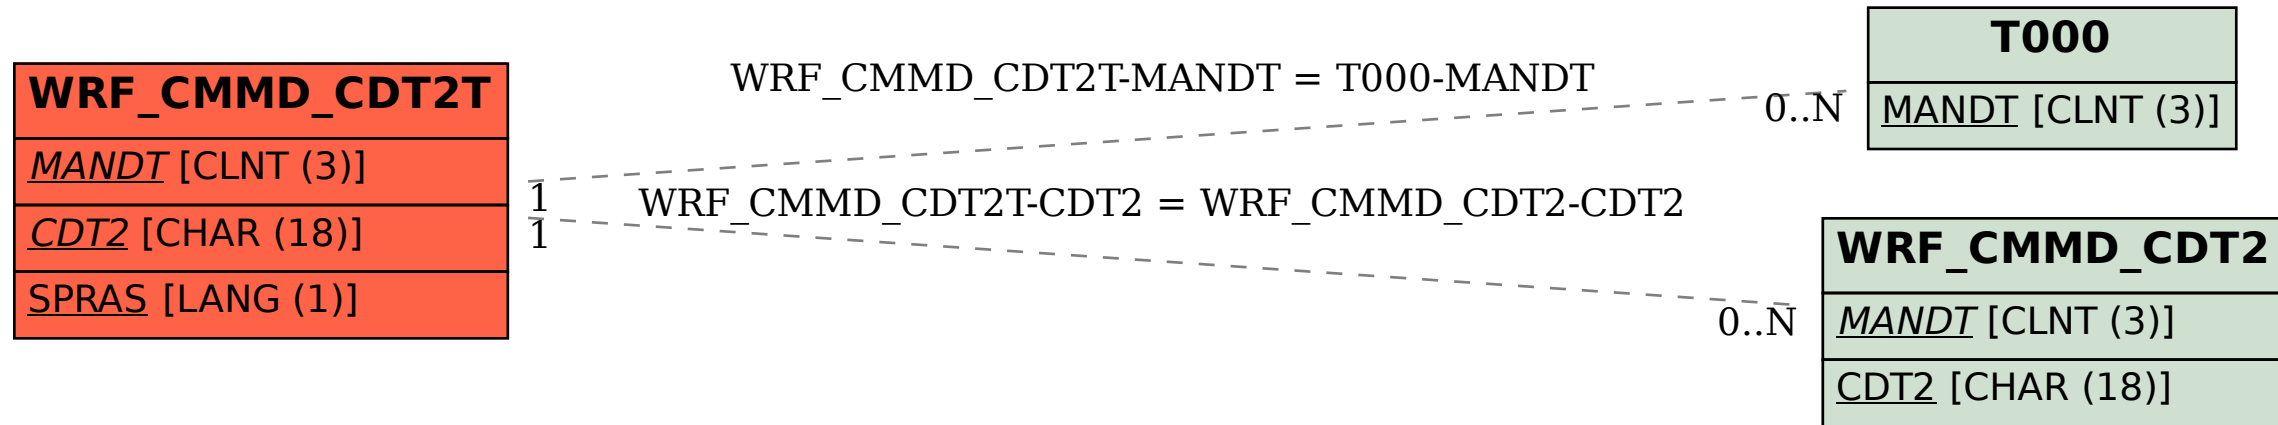 WRF_CMMD_CDT2T
MANDT [CLNT (3)]
CDT2 [CHAR (18)]
SPRAS [LANG (1)]
WRF_CMMD_CDT2T-MANDT = T000-MANDT
1
0..N
WRF_CMMD_CDT2T-CDT2 = WRF_CMMD_CDT2-CDT2
1
0..N
T000
MANDT [CLNT (3)]
WRF_CMMD_CDT2
MANDT [CLNT (3)]
CDT2 [CHAR (18)]